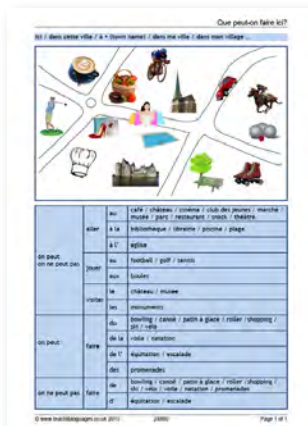 Que peut-on faire ici?
Ici / dans cette ville / à + (town name) / dans ma ville / dans mon village ...
on peut
on ne peut pas
aller
au
café / château / cinéma / club des jeunes / marché /
musée / parc / restaurant / snack / théâtre
à la
bibliothèque / librairie / piscine / plage
à l'
église
jouer
au
football / golf / tennis
aux
boules
visiter
le
château / musée
les
monuments
on peut
faire
du
bowling / canoë / patin à glace / roller / shopping /
ski / vélo
de la
voile / natation
de l'
équitation / escalade
des
promenades
on ne peut pas
faire
de
bowling / canoë / patin à glace / roller / shopping /
ski / vélo / voile / natation / promenades
d'
équitation / escalade
© www.teachitlanguages.co.uk 2010
Page 1 of 1